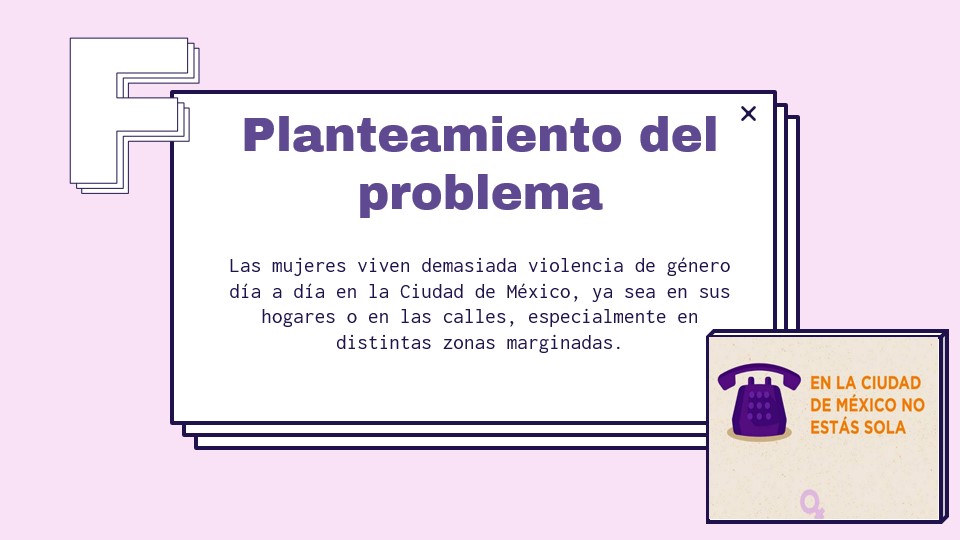 F
Planteamiento del
problema
Las mujeres viven demasiada violencia de género
día a día en la Ciudad de México, ya sea en sus
hogares o en las calles, especialmente en
distintas zonas marginadas.
EN LA CIUDAD
DE MÉXICO NO
ESTÁS SOLA